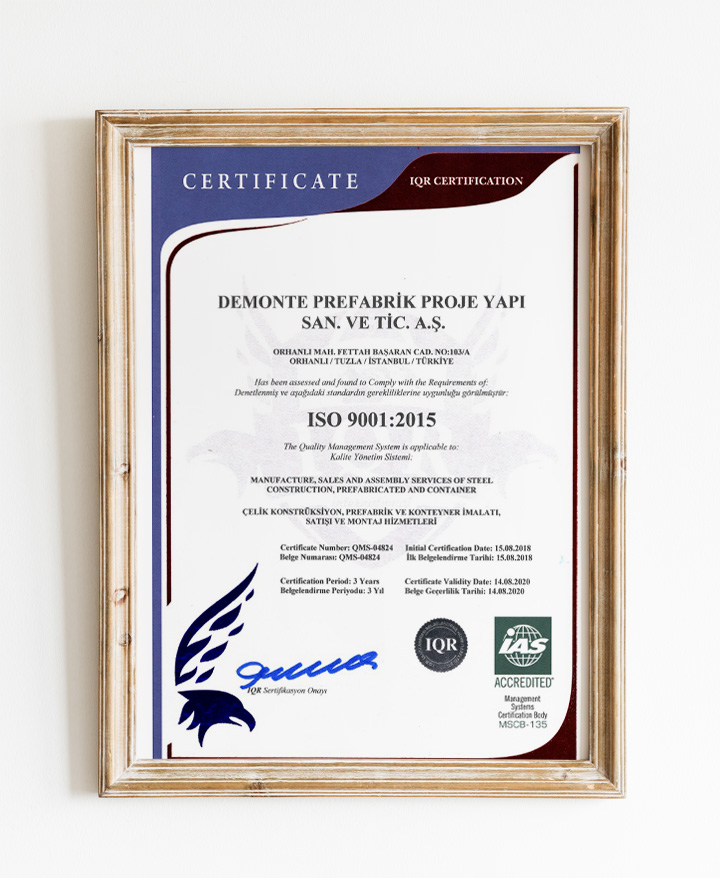 CERTIFICATE
IQR CERTIFICATION
DEMONTE PREFABRİK PROJE YAPI
SAN. VE TİC. A.Ş.
ORHANLI MAH. FETTAH BAŞARAN CAD. NO:103/A
ORHANLI / TUZLA / İSTANBUL / TÜRKİYE
Has been assessed and found to Comply with the Requirements of:
Denetlenmiş ve aşağıdaki standardın gerekliliklerine uygunluğu görülmüştür:
ISO 9001:2015
The Quality Management System is applicable to:
Kalite Yönetim Sistemi:
MANUFACTURE, SALES AND ASSEMBLY SERVICES OF STEEL
CONSTRUCTION, PREFABRICATED AND CONTAINER
ÇELİK KONSTRÜKSİYON, PREFABRİK VE KONTEYNER İMALATI,
SATIŞI VE MONTAJ HİZMETLERİ
Certificate Number: QMS-04824 Initial Certification Date: 15.08.2018
Belge Numarası: QMS-04824 İlk Belgelendirme Tarihi: 15.08.2018
Certification Period: 3 Years Certificate Validity Date: 14.08.2020
Belgelendirme Periyodu: 3 Yıl Belge Geçerlilik Tarihi: 14.08.2020
IQR
IAS
ACCREDITED
Management
Systems
Certification Body
MSCB-135
IQR Sertifikasyon Onayı